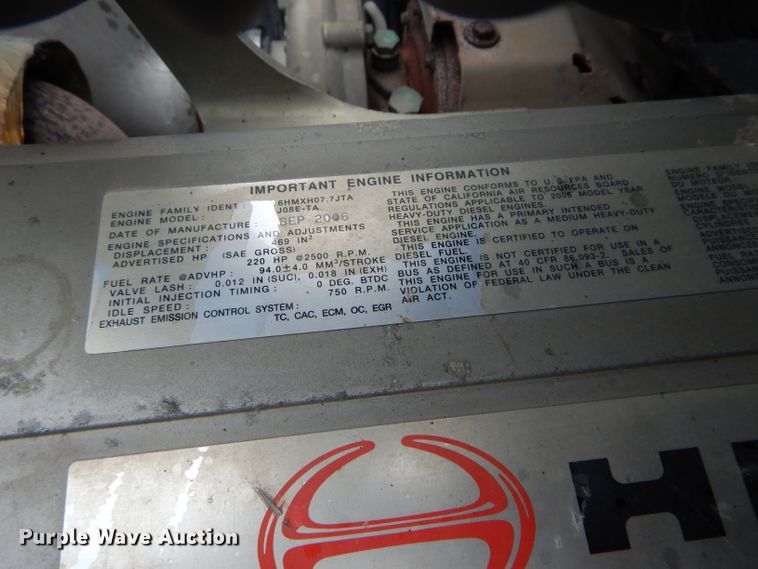 IMPORTANT ENGINE INFORMATION
ENGINE FAMILY IDENT : 6HMXH07.7JTA
ENGINE MODEL: J08E-TA
DATE OF MANUFACTURE: SEP 2006
ENGINE SPECIFICATIONS AND ADJUSTMENTS
DISPLACEMENT: 469 IN³
ADVERTISED HP (SAE GROSS)
220 HP @2500 R.P.M.
FUEL RATE @ADVHP : 94.0±4.0 MM³/STROKE
VALVE LASH : 0.012 IN (SUC), 0.018 IN (EXH)
INITIAL INJECTION TIMING : 0 DEG. BTDC
IDLE SPEED : 750 R.P.M.
EXHAUST EMISSION CONTROL SYSTEM :
TC, CAC, ECM, OC, EGR
THIS ENGINE CONFORMS TO U.S. EPA AND
STATE OF CALIFORNIA AIR RESOURCES BOARD
REGULATIONS APPLICABLE TO 2006 MODEL YEAR
HEAVY-DUTY DIESEL ENGINES.
THIS ENGINE HAS A PRIMARY INTENDED
SERVICE APPLICATION AS A MEDIUM HEAVY-DUTY
DIESEL ENGINE.
THIS ENGINE IS CERTIFIED TO OPERATE ON
DIESEL FUEL.
THIS ENGINE IS NOT CERTIFIED FOR USE IN A
BUS AS DEFINED AT 40 CFR 86.093-2. SALES OF
THIS ENGINE FOR USE IN SUCH A BUS IS A
VIOLATION OF FEDERAL LAW UNDER THE CLEAN
AIR ACT.
ENGINE FAMILY
DU MOTEUR
Purple Wave Auction